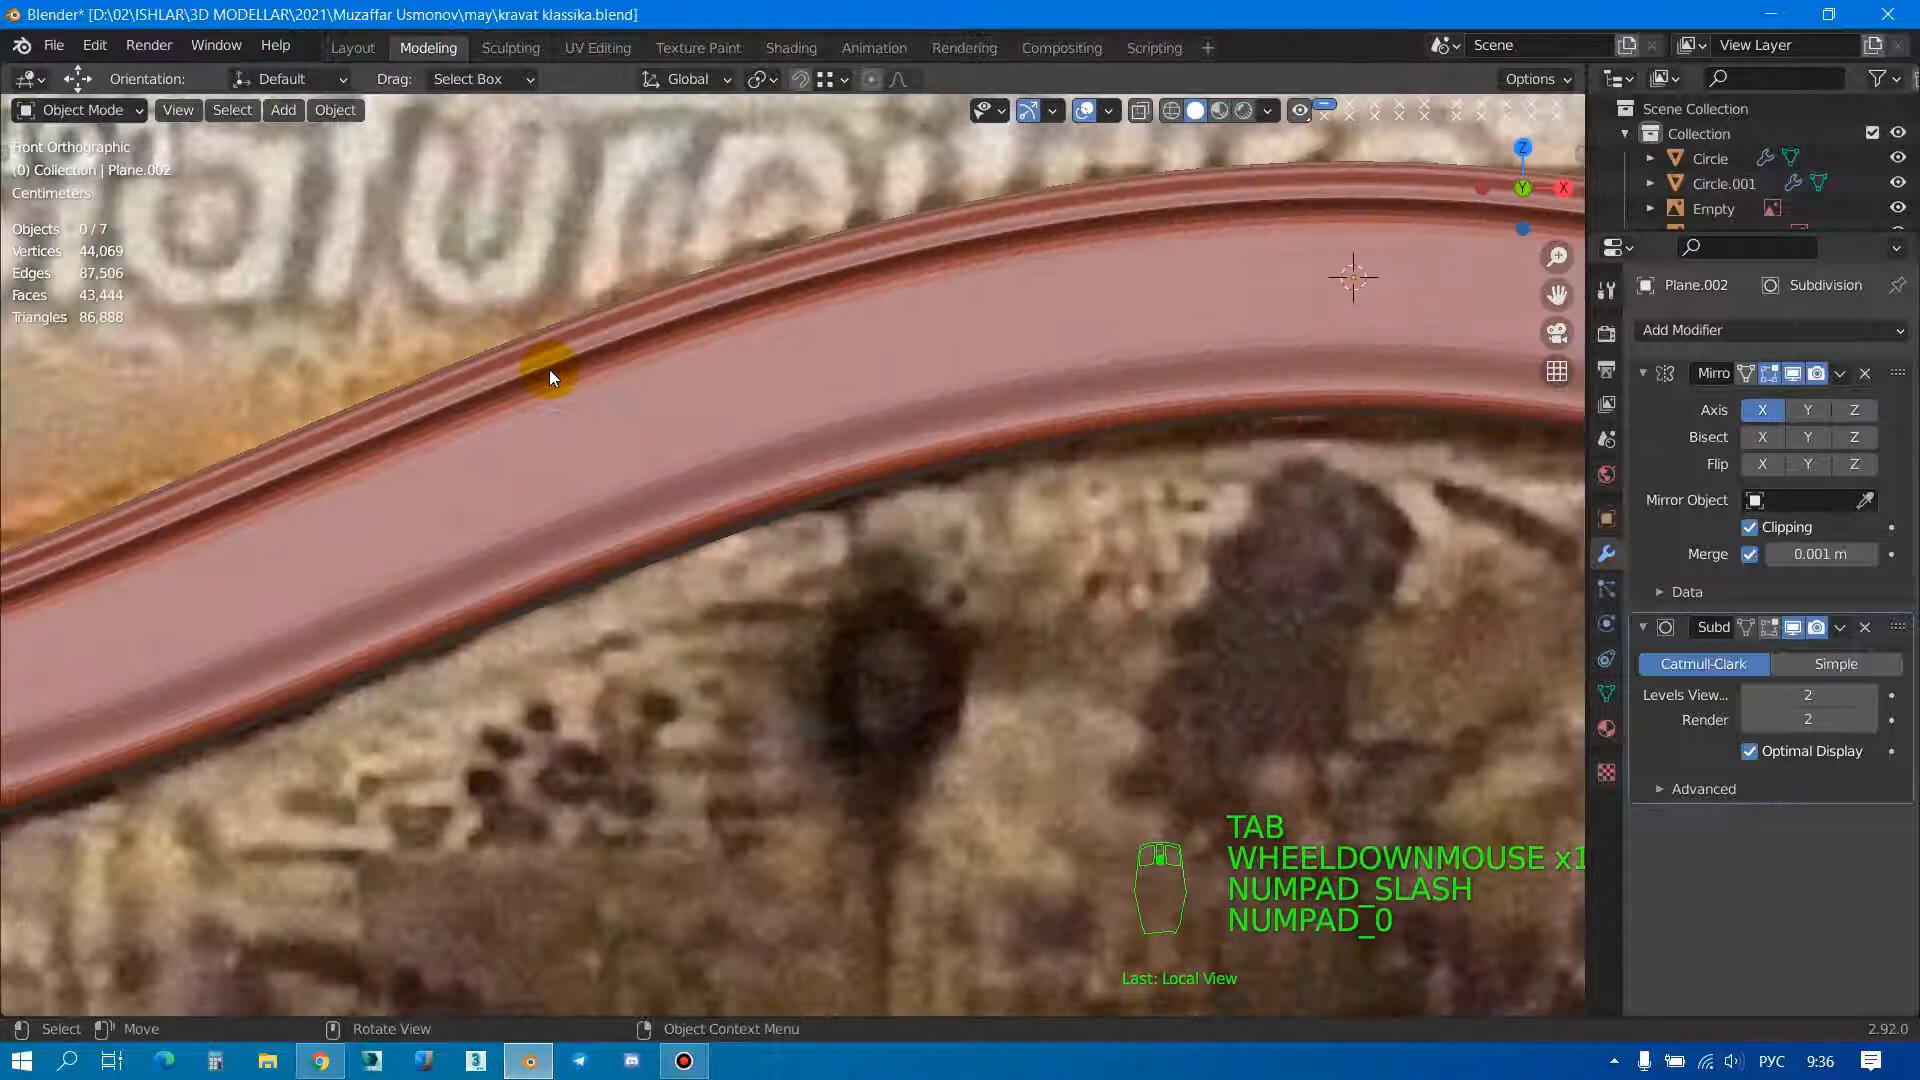 Blender* [D:\02\ISHLAR\3D MODELLAR\2021\Muzaffar Usmonov\may\kravat klassika.blend]
File Edit Render Window Help
Layout Modeling Sculpting UV Editing Texture Paint Shading Animation Rendering Compositing Scripting +
Scene
View Layer
Orientation: Default Drag: Select Box Global Options
Object Mode View Select Add Object
Front Orthographic
(0) Collection | Plane.002
Centimeters
Objects 0 / 7
Vertices 44,069
Edges 87,506
Faces 43,444
Triangles 86,888
Z
Y
X
Scene Collection
Collection
Circle
Circle.001
Empty
Plane.002 Subdivision
Add Modifier
Mirro
Axis X Y Z
Bisect X Y Z
Flip X Y Z
Mirror Object
Clipping
Merge 0.001 m
Data
Subd
Catmull-Clark Simple
Levels View... 2
Render 2
Optimal Display
Advanced
TAB
WHEELDOWNMOUSE x1
NUMPAD_SLASH
NUMPAD_0
Last: Local View
Select Move Rotate View Object Context Menu
2.92.0
РУС 9:36